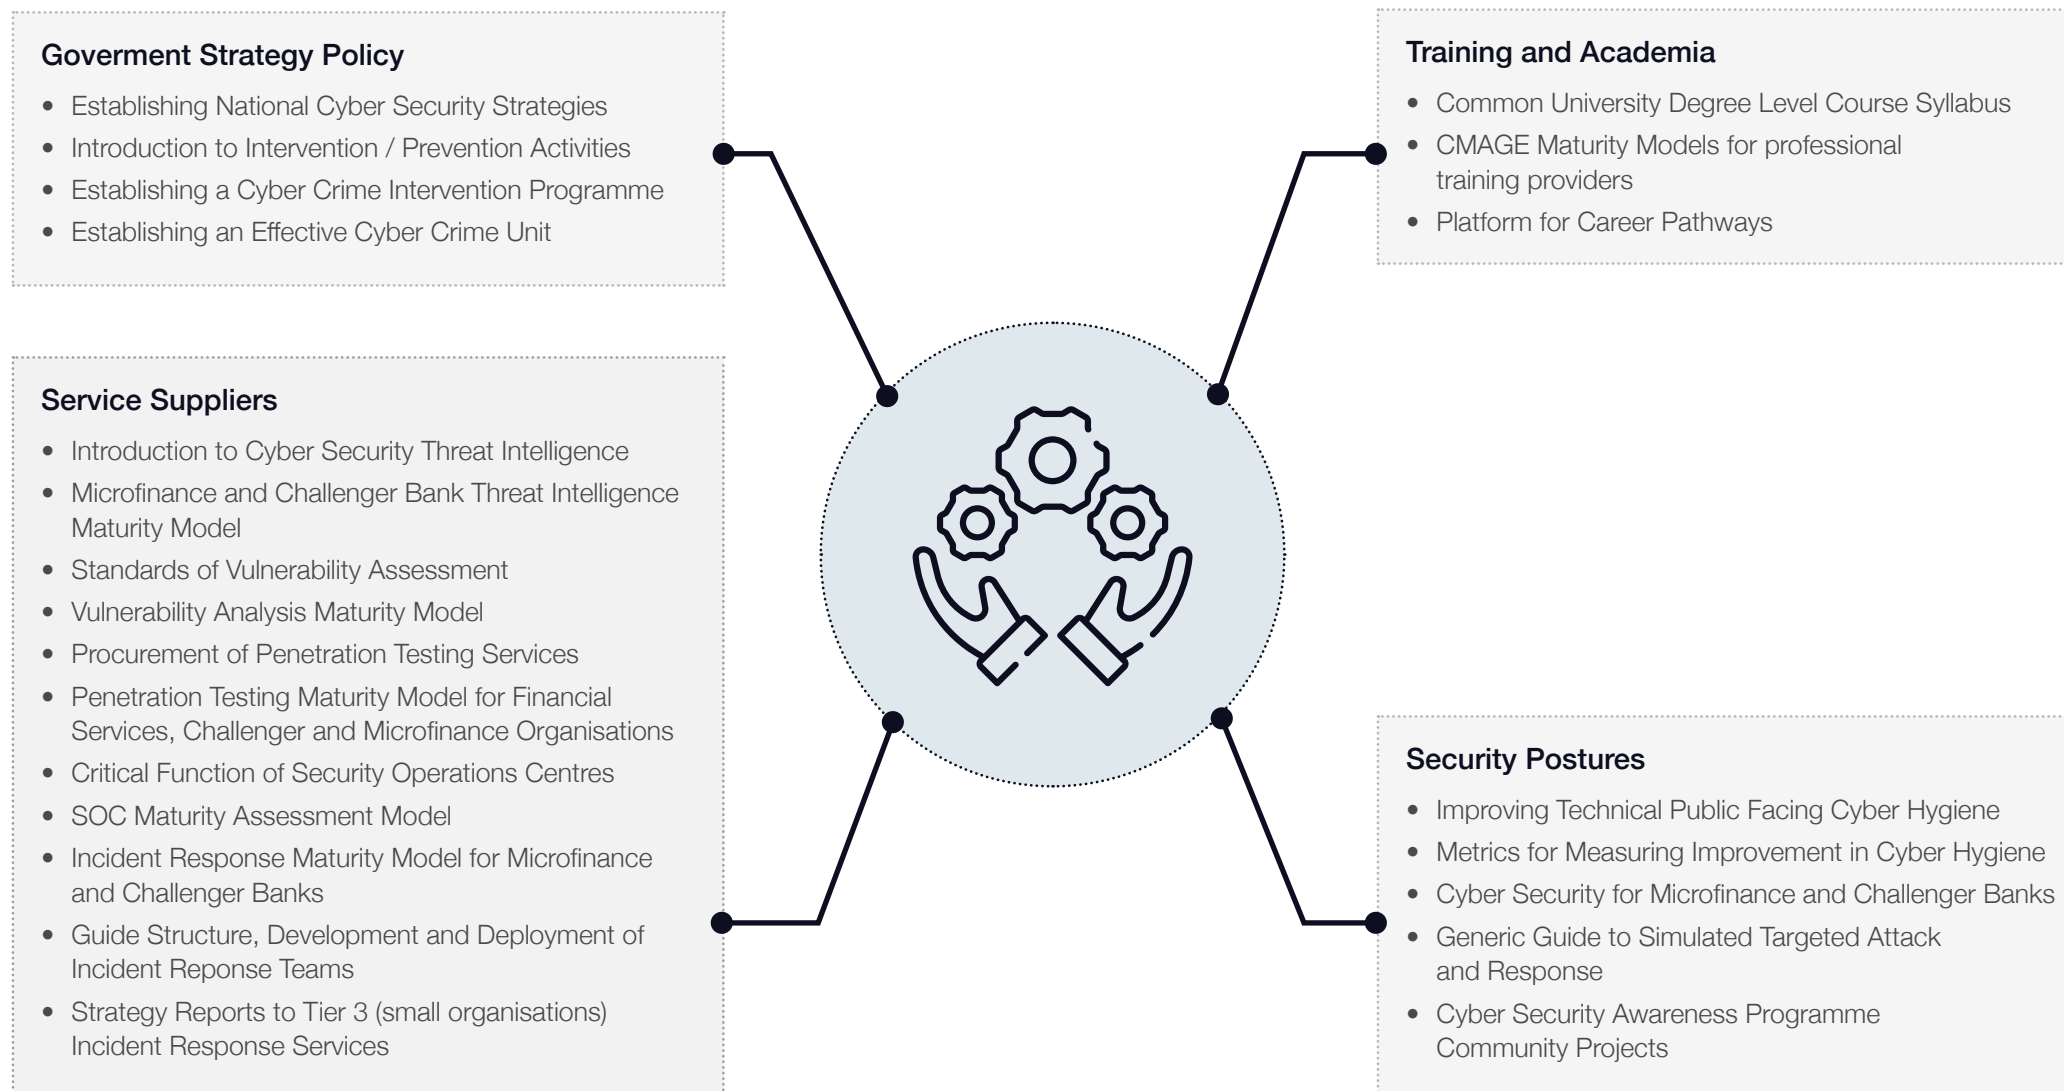 Goverment Strategy Policy
• Establishing National Cyber Security Strategies
• Introduction to Intervention / Prevention Activities
• Establishing a Cyber Crime Intervention Programme
• Establishing an Effective Cyber Crime Unit
Service Suppliers
• Introduction to Cyber Security Threat Intelligence
• Microfinance and Challenger Bank Threat Intelligence
Maturity Model
• Standards of Vulnerability Assessment
• Vulnerability Analysis Maturity Model
• Procurement of Penetration Testing Services
• Penetration Testing Maturity Model for Financial
Services, Challenger and Microfinance Organisations
• Critical Function of Security Operations Centres
• SOC Maturity Assessment Model
• Incident Response Maturity Model for Microfinance
and Challenger Banks
• Guide Structure, Development and Deployment of
Incident Reponse Teams
• Strategy Reports to Tier 3 (small organisations)
Incident Response Services
Training and Academia
• Common University Degree Level Course Syllabus
• CMAGE Maturity Models for professional
training providers
• Platform for Career Pathways
Security Postures
• Improving Technical Public Facing Cyber Hygiene
• Metrics for Measuring Improvement in Cyber Hygiene
• Cyber Security for Microfinance and Challenger Banks
• Generic Guide to Simulated Targeted Attack
and Response
• Cyber Security Awareness Programme
Community Projects